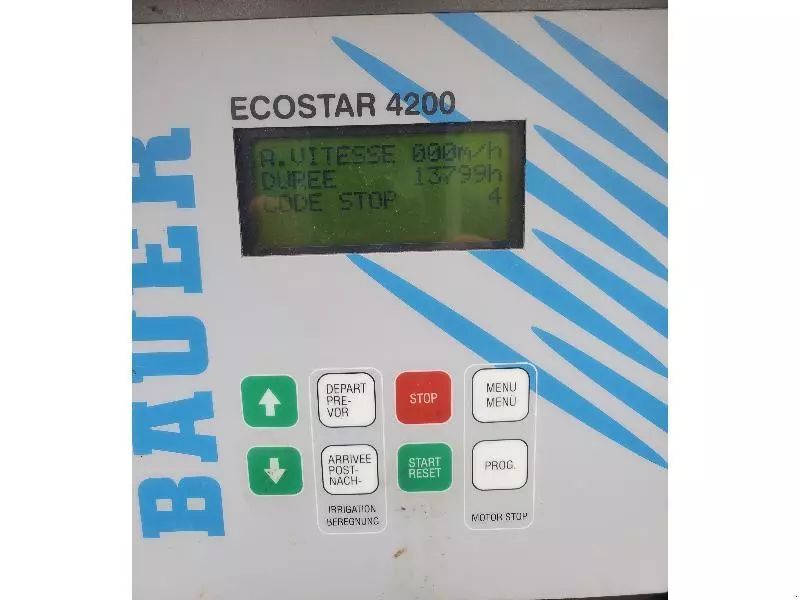 BAUER
ECOSTAR 4200
A.VITESSE 000m/h
DUREE 13799h
CODE STOP 4
DEPART
PRE-
VOR
STOP
MENU
MENÜ
ARRIVEE
POST-
NACH-
START
RESET
PROG.
IRRIGATION
BEREGNUNG
MOTOR STOP